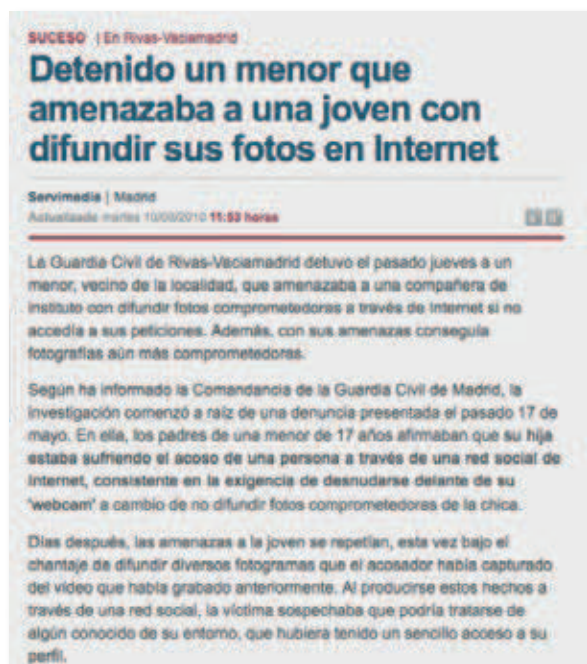 SUCESO | En Rivas-Vaciamadrid
Detenido un menor que
amenazaba a una joven con
difundir sus fotos en Internet
Servimedia | Madrid
Actualizado martes 10/08/2010 11:53 horas
La Guardia Civil de Rivas-Vaciamadrid detuvo el pasado jueves a un
menor, vecino de la localidad, que amenazaba a una compañera de
instituto con difundir fotos comprometedoras a través de Internet si no
accedía a sus peticiones. Además, con sus amenazas conseguía
fotografías aún más comprometedoras.
Según ha informado la Comandancia de la Guardia Civil de Madrid, la
investigación comenzó a raíz de una denuncia presentada el pasado 17 de
mayo. En ella, los padres de una menor de 17 años afirmaban que su hija
estaba sufriendo el acoso de una persona a través de una red social de
Internet, consistente en la exigencia de desnudarse delante de su
'webcam' a cambio de no difundir fotos comprometedoras de la chica.
Días después, las amenazas a la joven se repetían, esta vez bajo el
chantaje de difundir diversos fotogramas que el acosador había capturado
del vídeo que había grabado anteriormente. Al producirse estos hechos a
través de una red social, la víctima sospechaba que podría tratarse de
algún conocido de su entorno, que hubiera tenido un sencillo acceso a su
perfil.